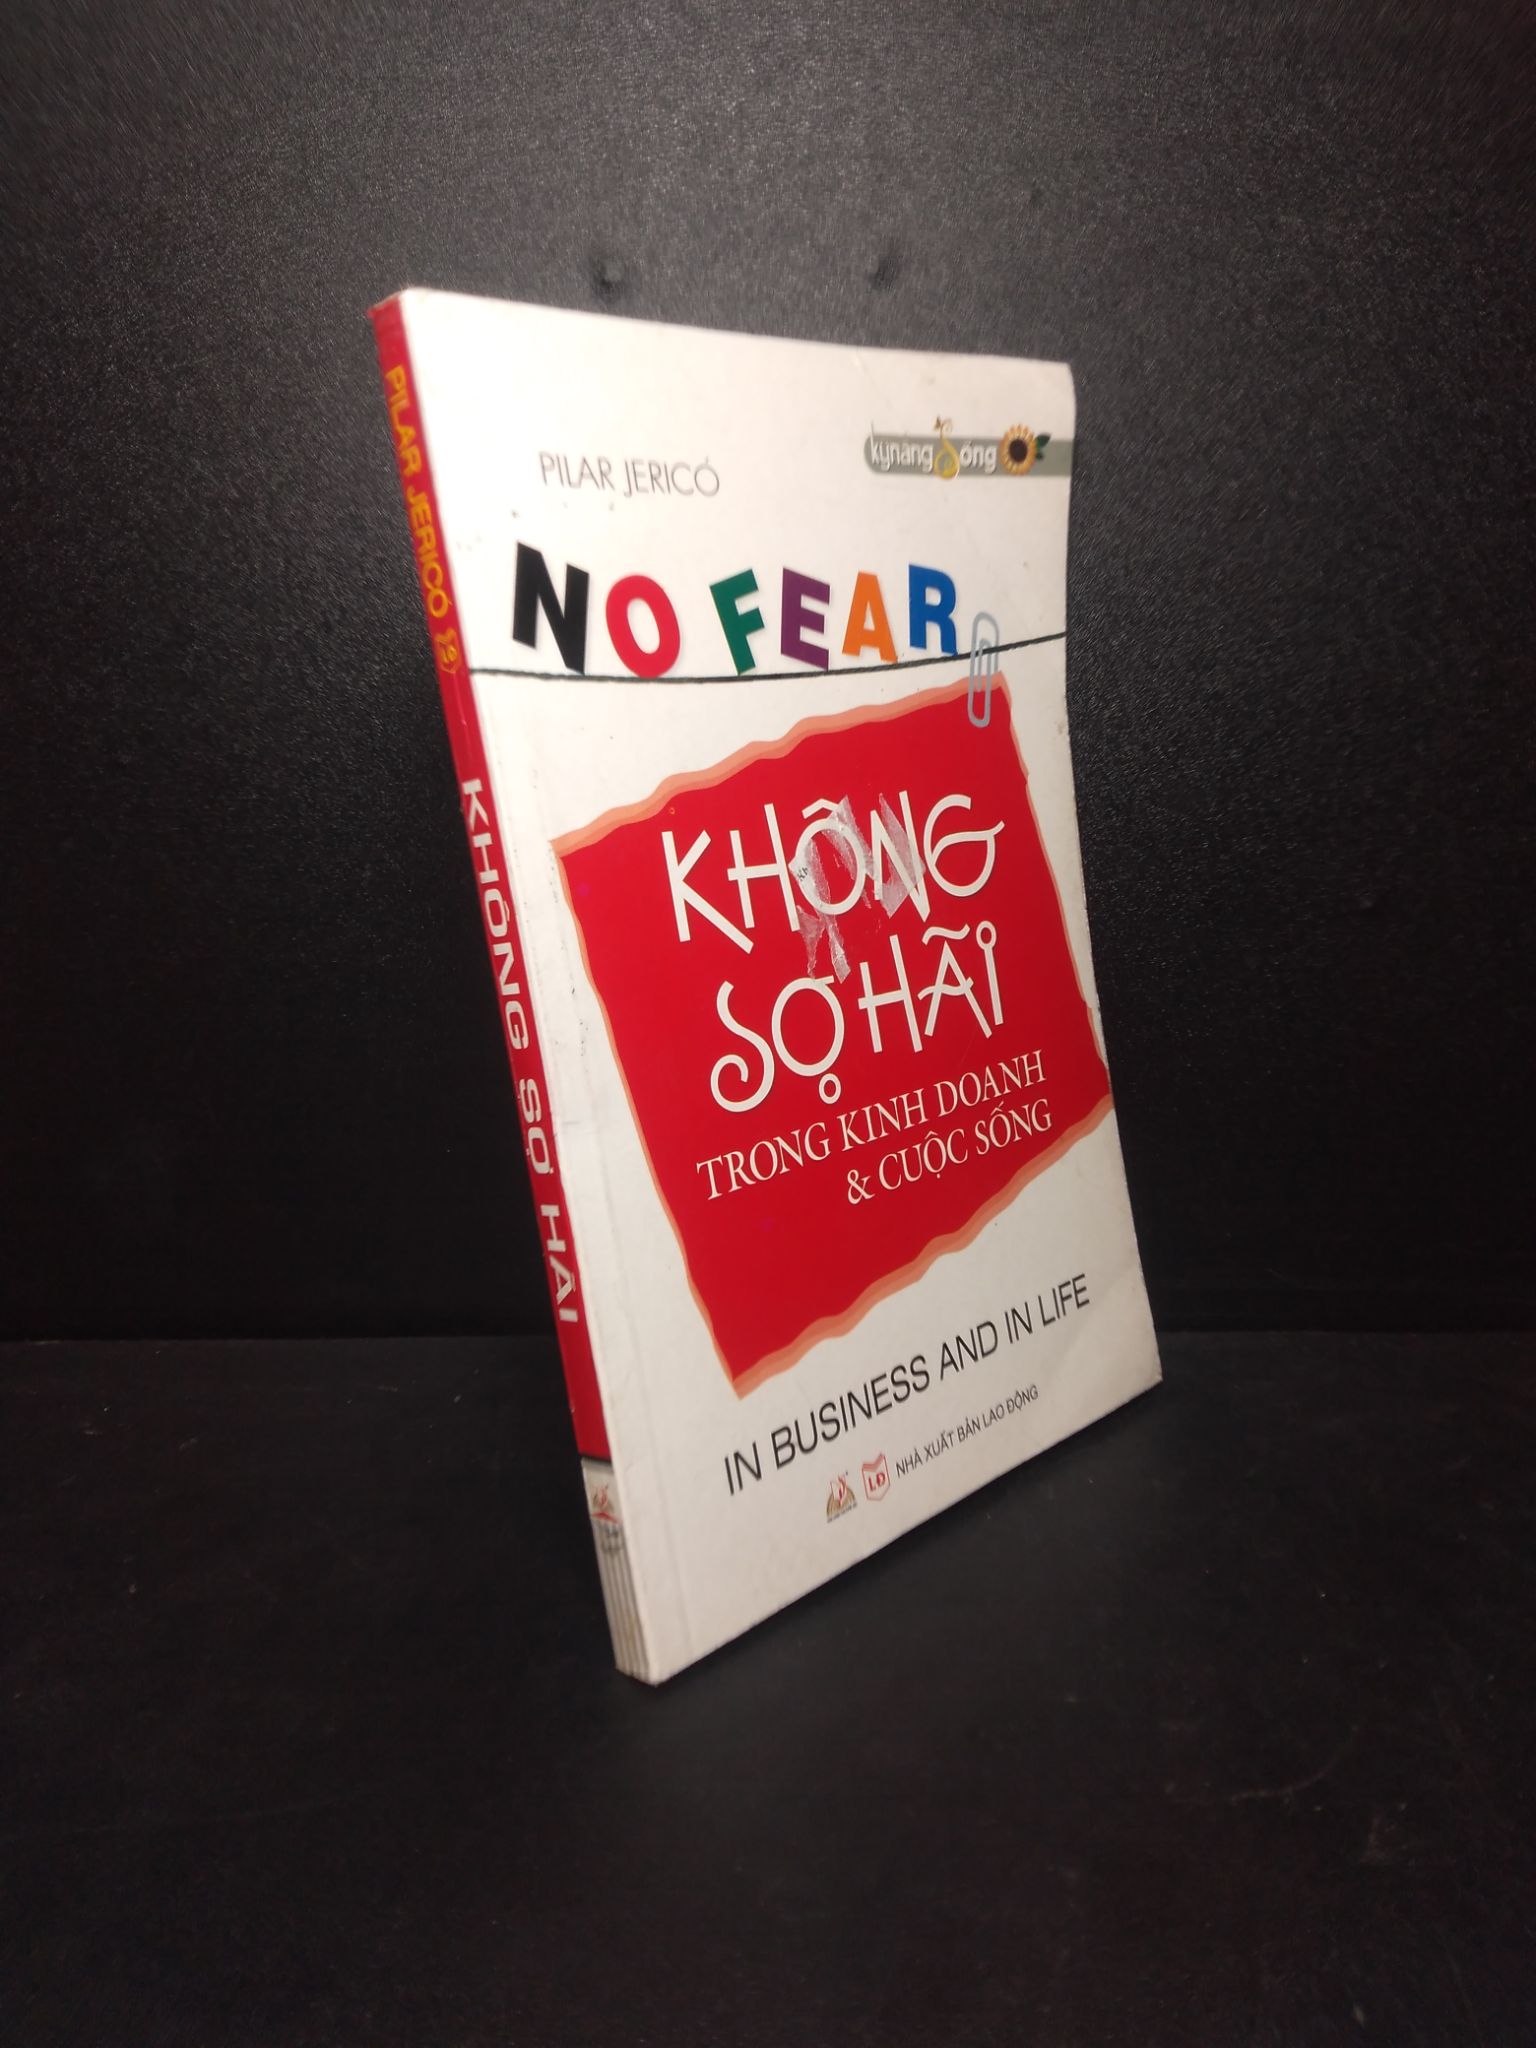 PILAR JERICÓ
kỹ năng sống
NO FEAR
KHÔNG
SỢ HÃI
TRONG KINH DOANH
& CUỘC SỐNG
IN BUSINESS AND IN LIFE
LĐ
NHÀ XUẤT BẢN LAO ĐỘNG
PILAR JERICÓ
KHÔNG SỢ HÃI